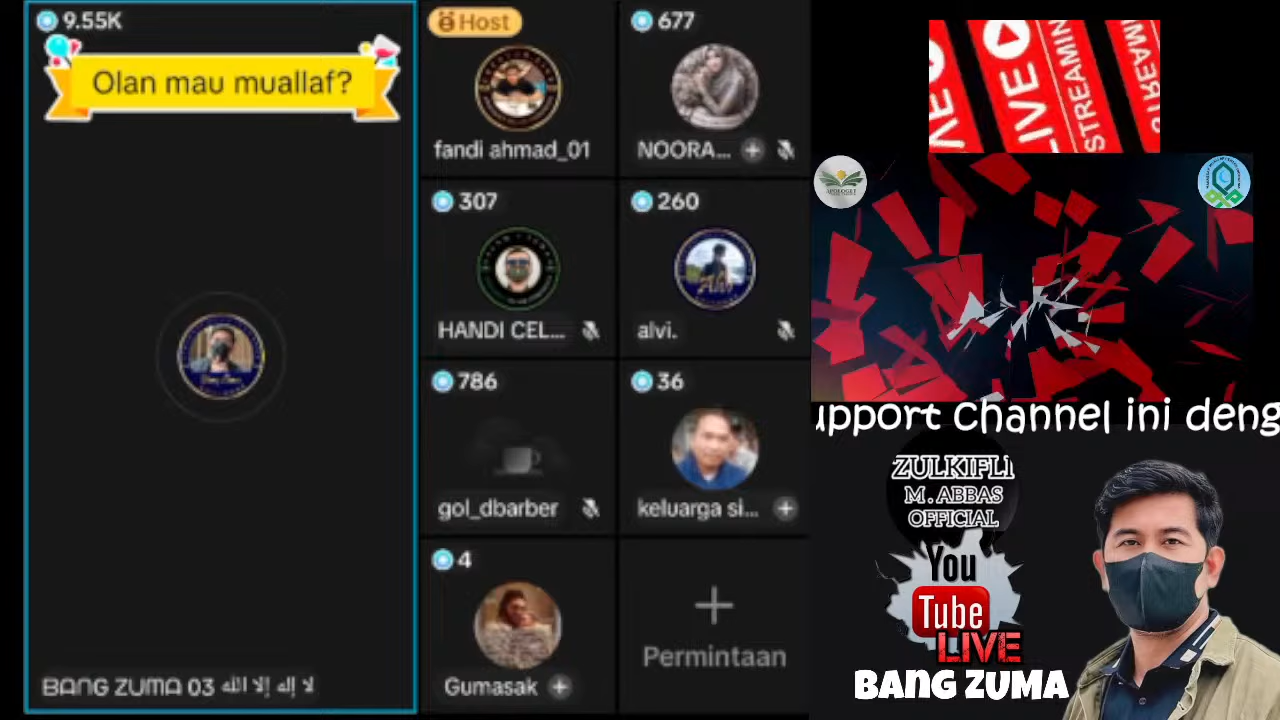 9.55K
Olan mau muallaf?
BANG ZUMA 03 لا إله إلا الله
Host
fandi ahmad_01
677
NOORA...
307
HANDI CEL...
260
alvi.
786
gol_dbarber
36
keluarga si...
4
Gumasak
Permintaan
LIVE
STREAMIN
upport channel ini deng
ZULKIFLI
M. ABBAS
OFFICIAL
You
Tube
LIVE
BANG ZUMA